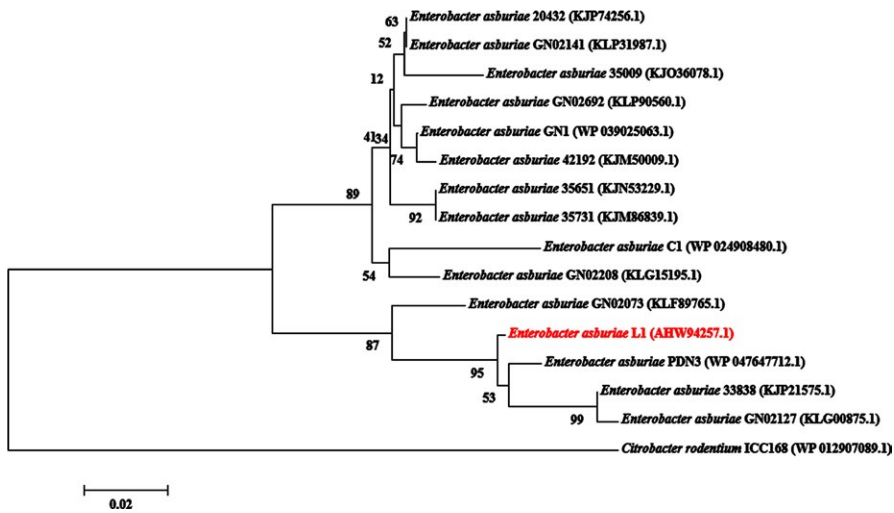 63
Enterobacter asburiae 20432 (KJP74256.1)
52
Enterobacter asburiae GN02141 (KLP31987.1)
Enterobacter asburiae 35009 (KJO36078.1)
12
Enterobacter asburiae GN02692 (KLP90560.1)
Enterobacter asburiae GN1 (WP 039025063.1)
4134
74
Enterobacter asburiae 42192 (KJM50009.1)
Enterobacter asburiae 35651 (KJN53229.1)
89
92
Enterobacter asburiae 35731 (KJM86839.1)
Enterobacter asburiae C1 (WP 024908480.1)
54
Enterobacter asburiae GN02208 (KLG15195.1)
Enterobacter asburiae GN02073 (KLF89765.1)
Enterobacter asburiae L1 (AHW94257.1)
87
Enterobacter asburiae PDN3 (WP 047647712.1)
95
Enterobacter asburiae 33838 (KJP21575.1)
53
99
Enterobacter asburiae GN02127 (KLG00875.1)
Citrobacter rodentium ICC168 (WP 012907089.1)
0.02